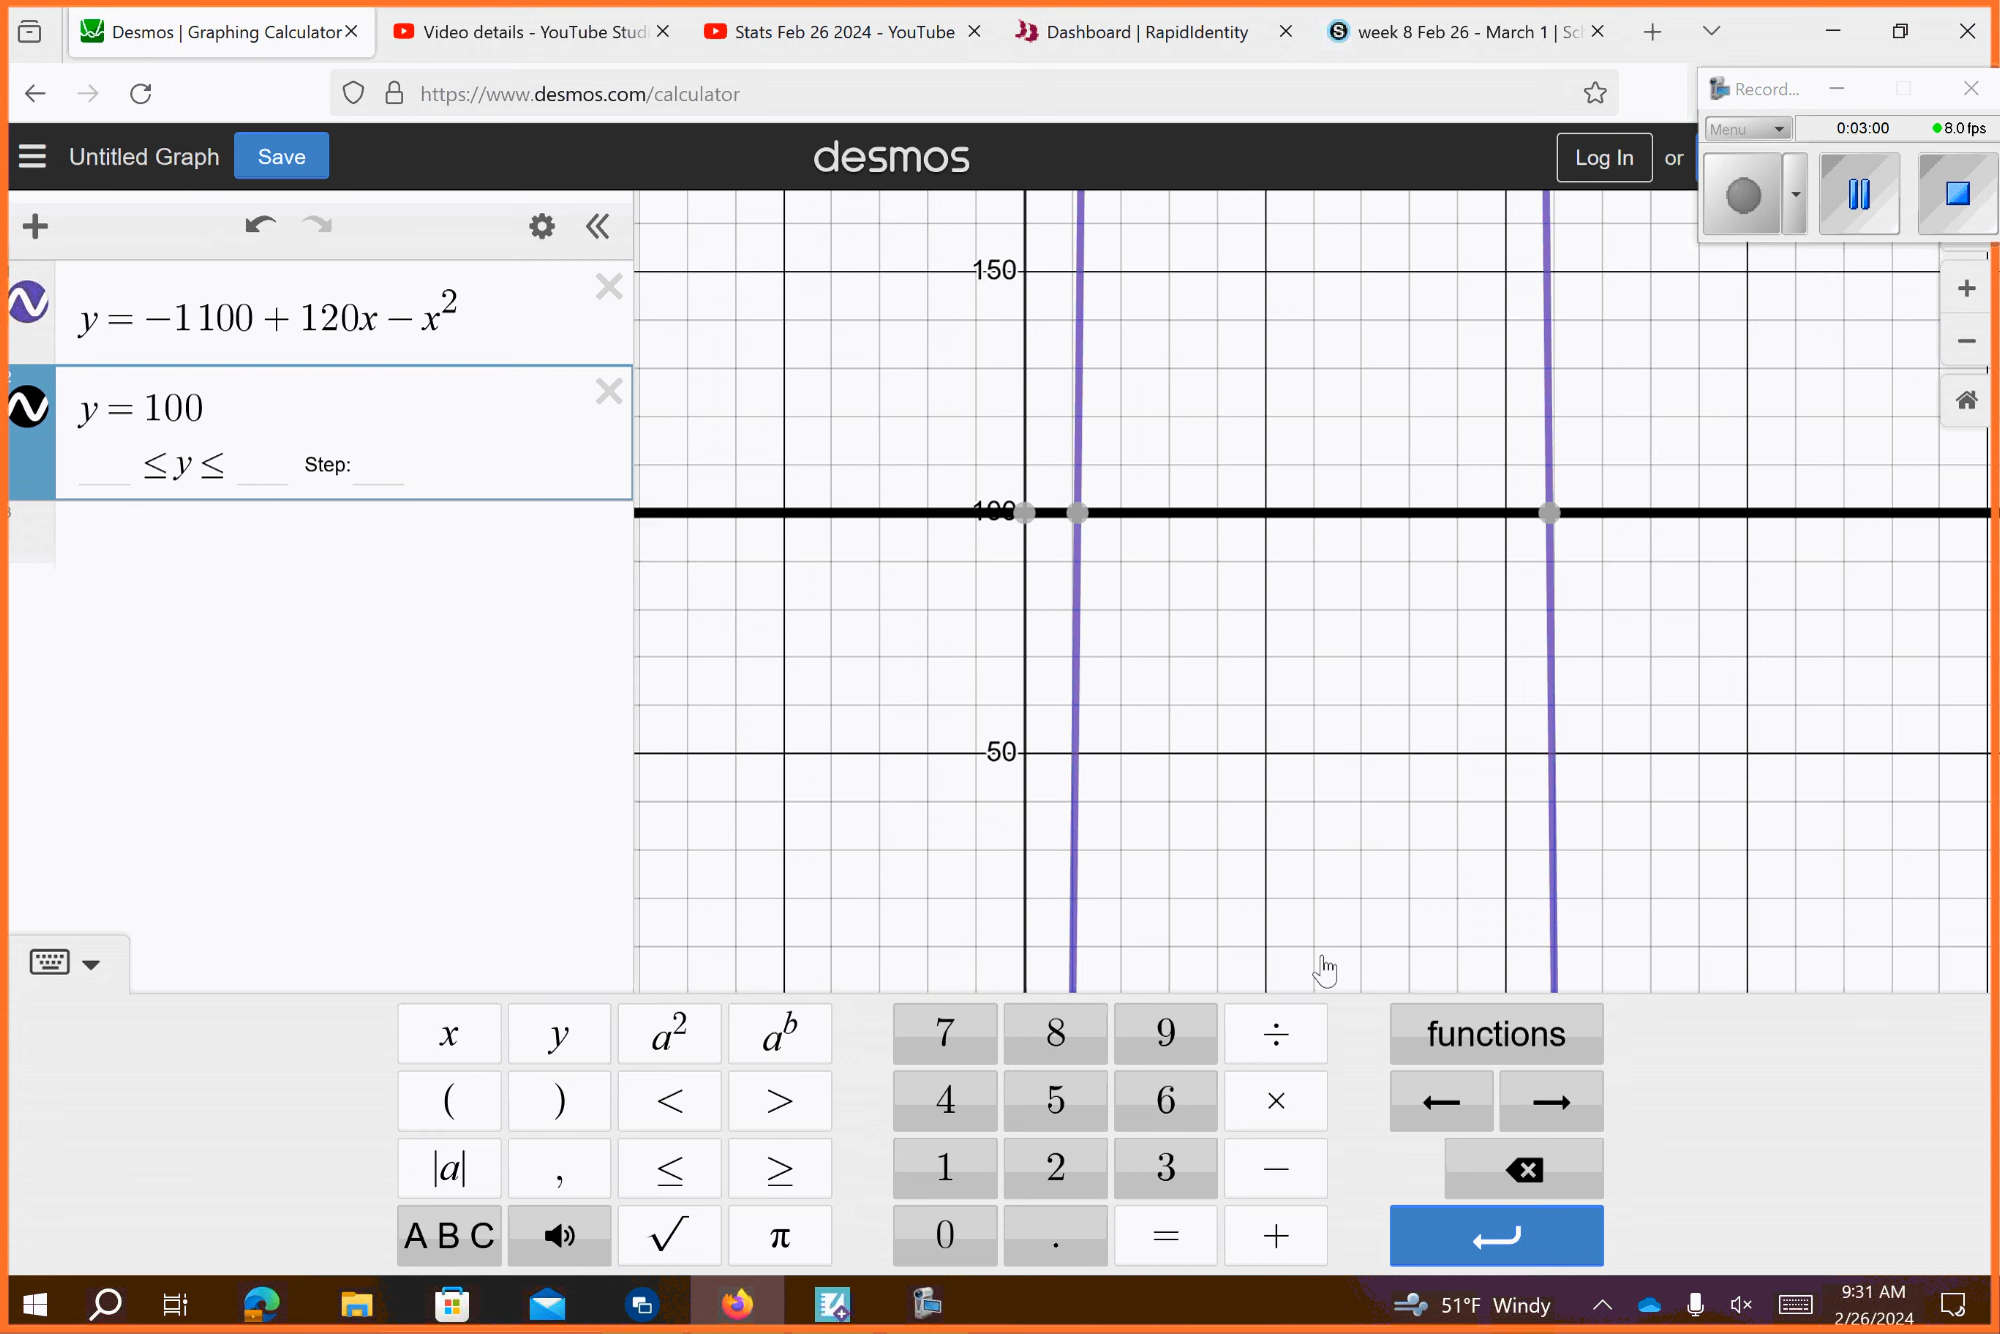 Desmos | Graphing Calculator
Video details - YouTube Stud
Stats Feb 26 2024 - YouTube
Dashboard | RapidIdentity
week 8 Feb 26 - March 1 | Sc
https://www.desmos.com/calculator
Record...
Menu
0:03:00
8.0 fps
Untitled Graph
Save
desmos
Log In
or
y = −1100 + 120x − x²
2
y = 100
≤ y ≤
Step:
3
150
100
50
x y a² aᵇ 7 8 9 ÷ functions
( ) < > 4 5 6 × ← →
|a| , ≤ ≥ 1 2 3 −
A B C √ π 0 . = +
51°F Windy
9:31 AM
2/26/2024